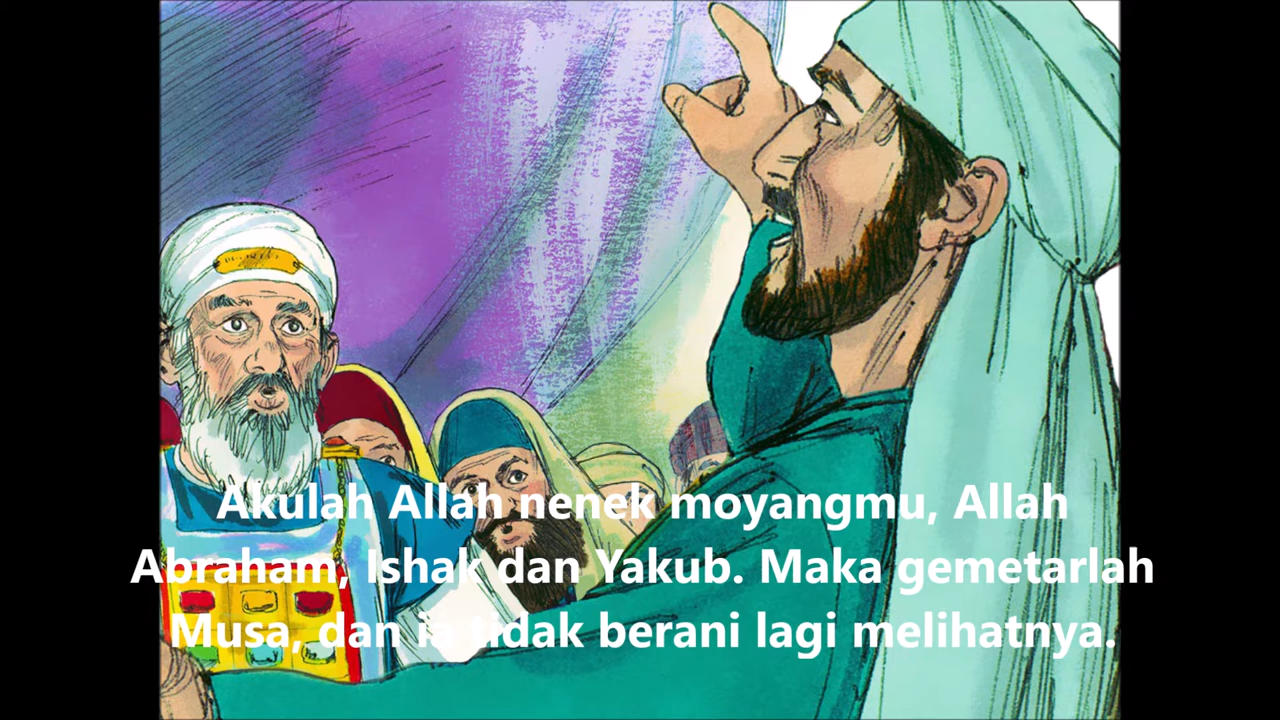 Akulah Allah nenek moyangmu, Allah
Abraham, Ishak dan Yakub. Maka gemetarlah
Musa, dan ia tidak berani lagi melihatnya.